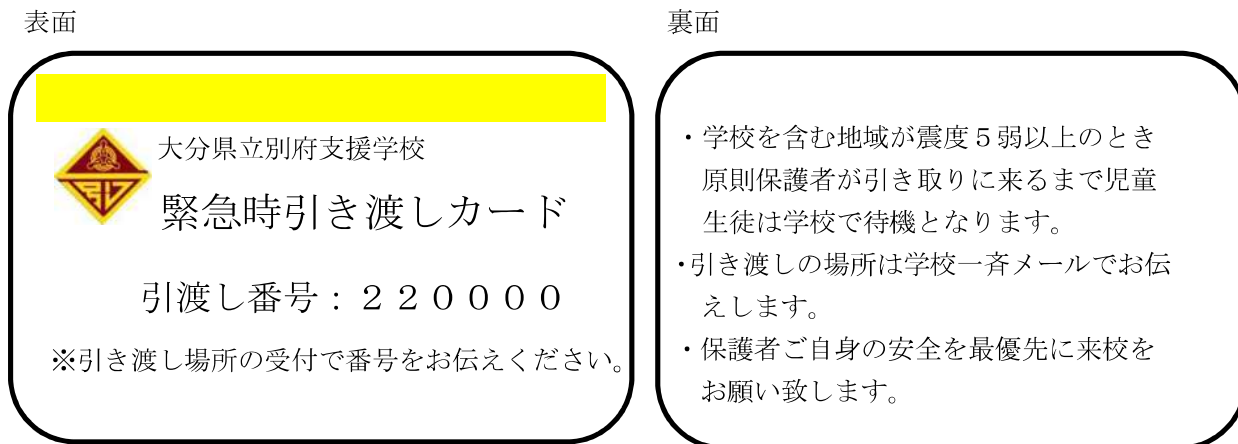 表面
大分県立別府支援学校
緊急時引き渡しカード
引渡し番号：２２００００
※引き渡し場所の受付で番号をお伝えください。
裏面
・学校を含む地域が震度５弱以上のとき
原則保護者が引き取りに来るまで児童
生徒は学校で待機となります。
・引き渡しの場所は学校一斉メールでお伝
えします。
・保護者ご自身の安全を最優先に来校を
お願い致します。